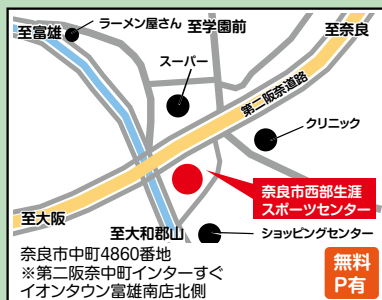 ラーメン屋さん
至富雄
至学園前
至奈良
スーパー
第二阪奈道路
クリニック
奈良市西部生涯
スポーツセンター
至大阪
至大和郡山
ショッピングセンター
奈良市中町4860番地
※第二阪奈中町インターすぐ
イオンタウン富雄南店北側
無料
P有